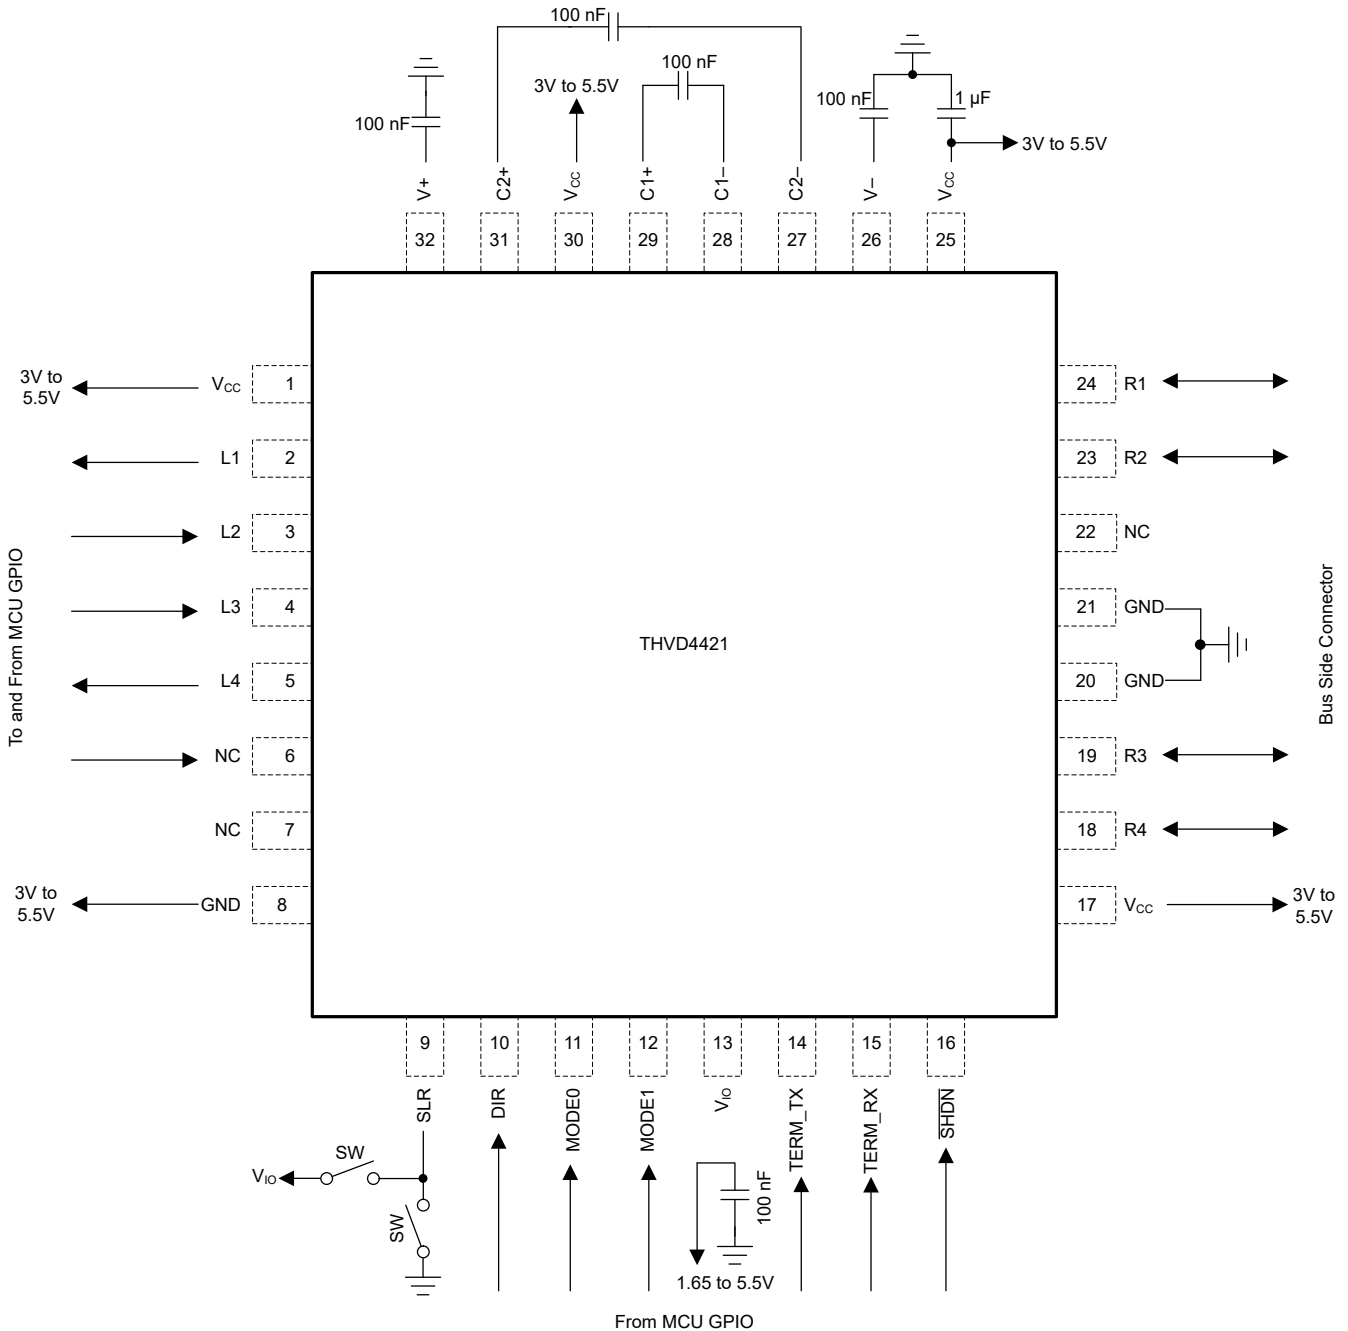 100 nF
100 nF
3V to 5.5V
100 nF
100 nF
1 µF
3V to 5.5V
V+
C2+
VCC
C1+
C1–
C2–
V–
VCC
32
31
30
29
28
27
26
25
3V to
5.5V
VCC
1
L1
2
L2
3
L3
4
L4
5
NC
6
NC
7
3V to
5.5V
GND
8
To and From MCU GPIO
THVD4421
24
R1
23
R2
22
NC
21
GND
20
GND
19
R3
18
R4
17
VCC
3V to
5.5V
Bus Side Connector
9
10
11
12
13
14
15
16
SLR
DIR
MODE0
MODE1
VIO
TERM_TX
TERM_RX
SHDN
VIO
SW
SW
100 nF
1.65 to 5.5V
From MCU GPIO